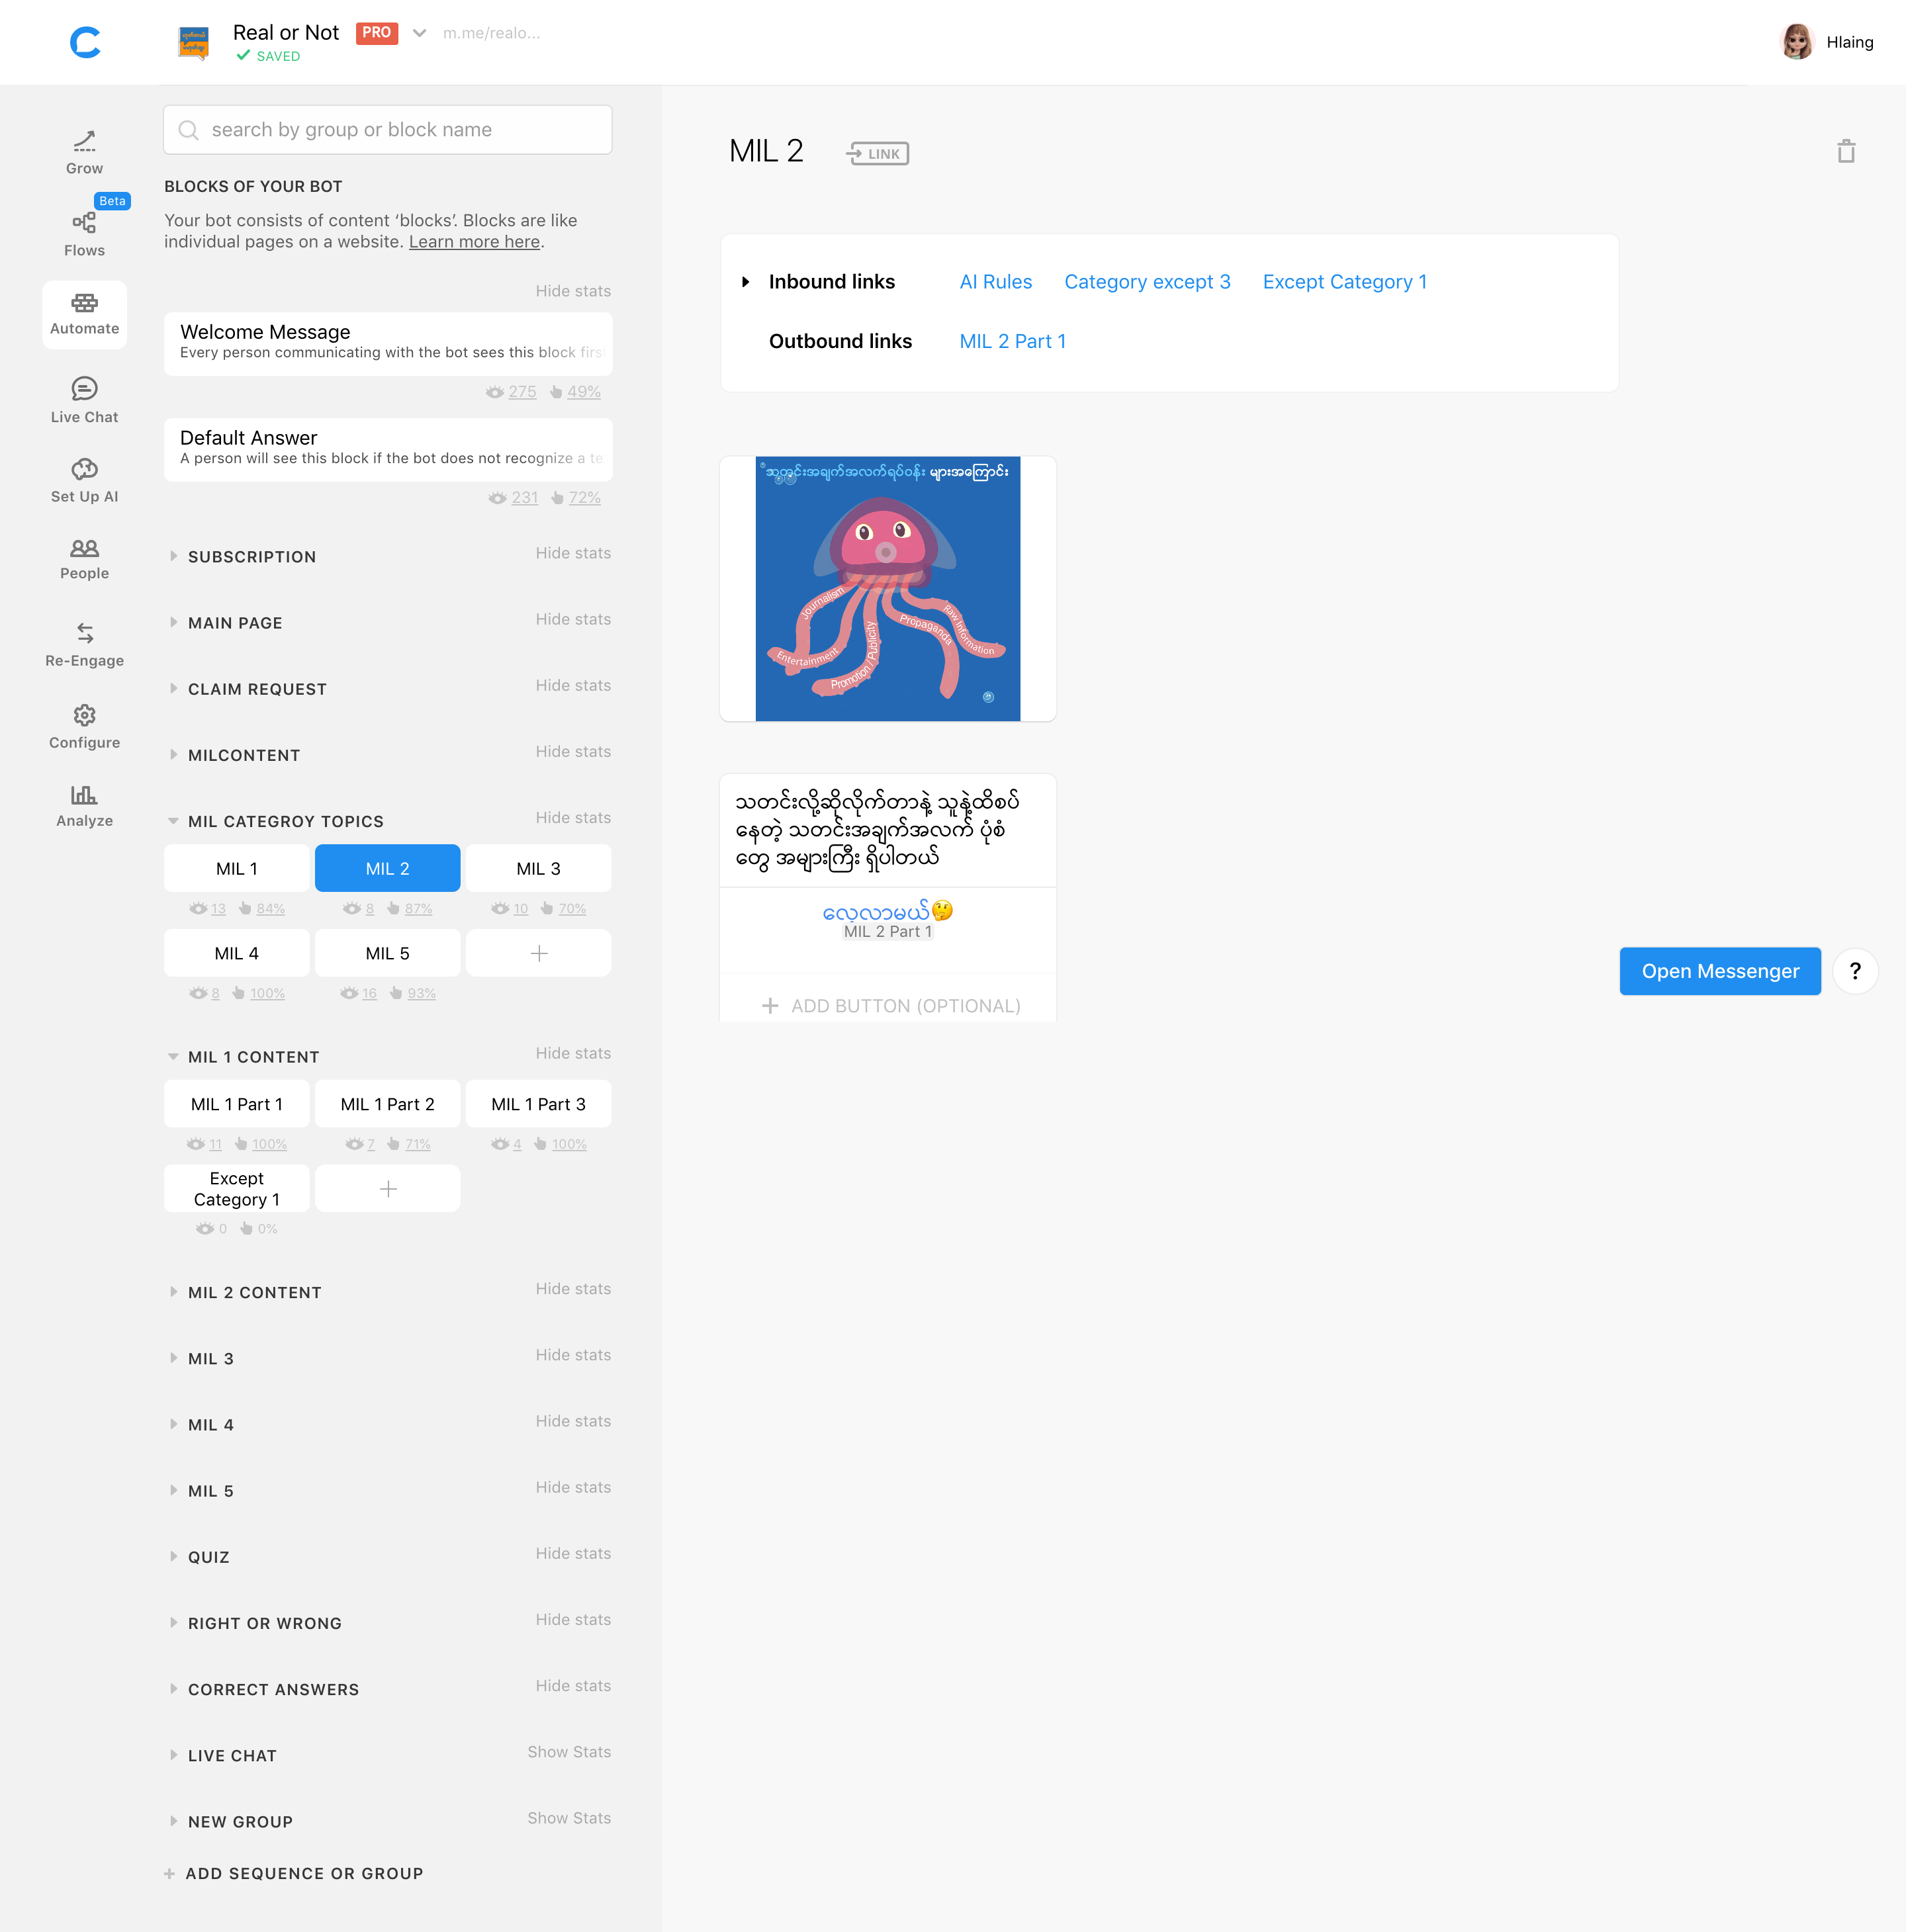 Real or Not PRO m.me/realo...
SAVED
Hlaing
Grow
Beta
Flows
Automate
Live Chat
Set Up AI
People
Re-Engage
Configure
Analyze
search by group or block name
BLOCKS OF YOUR BOT
Your bot consists of content ‘blocks’. Blocks are like
individual pages on a website. Learn more here.
Hide stats
Welcome Message
Every person communicating with the bot sees this block first
275 49%
Default Answer
A person will see this block if the bot does not recognize a te
231 72%
SUBSCRIPTION Hide stats
MAIN PAGE Hide stats
CLAIM REQUEST Hide stats
MILCONTENT Hide stats
MIL CATEGROY TOPICS Hide stats
MIL 1 MIL 2 MIL 3
13 84% 8 87% 10 70%
MIL 4 MIL 5 +
8 100% 16 93%
MIL 1 CONTENT Hide stats
MIL 1 Part 1 MIL 1 Part 2 MIL 1 Part 3
11 100% 7 71% 4 100%
Except
Category 1 +
0 0%
MIL 2 CONTENT Hide stats
MIL 3 Hide stats
MIL 4 Hide stats
MIL 5 Hide stats
QUIZ Hide stats
RIGHT OR WRONG Hide stats
CORRECT ANSWERS Hide stats
LIVE CHAT Show Stats
NEW GROUP Show Stats
+ ADD SEQUENCE OR GROUP
MIL 2 LINK
Inbound links AI Rules Category except 3 Except Category 1
Outbound links MIL 2 Part 1
သတင်းအချက်အလက်ရပ်ဝန်း များအကြောင်း
Journalism
Entertainment
Promotion / Publicity
Propaganda
Raw Information
သတင်းလို့ဆိုလိုက်တာနဲ့ သူနဲ့ထိစပ်
နေတဲ့ သတင်းအချက်အလက် ပုံစံ
တွေ အများကြီး ရှိပါတယ်
လေ့လာမယ်🤔
MIL 2 Part 1
+ ADD BUTTON (OPTIONAL)
Open Messenger ?